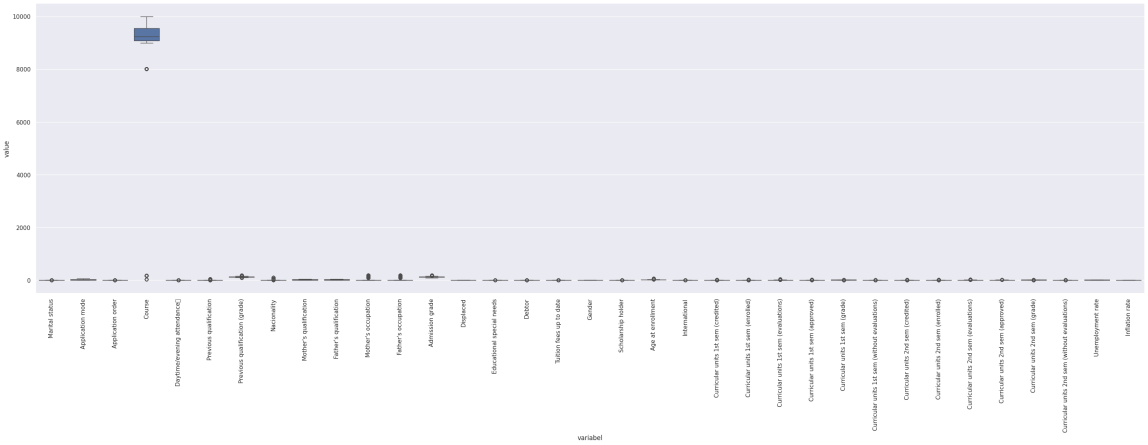 10000
8000
6000
4000
2000
0
value
Marital status
Application mode
Application order
Course
Daytime/evening attendance▯
Previous qualification
Previous qualification (grade)
Nacionality
Mother's qualification
Father's qualification
Mother's occupation
Father's occupation
Admission grade
Displaced
Educational special needs
Debtor
Tuition fees up to date
Gender
Scholarship holder
Age at enrollment
International
Curricular units 1st sem (credited)
Curricular units 1st sem (enrolled)
Curricular units 1st sem (evaluations)
Curricular units 1st sem (approved)
Curricular units 1st sem (grade)
Curricular units 1st sem (without evaluations)
Curricular units 2nd sem (credited)
Curricular units 2nd sem (enrolled)
Curricular units 2nd sem (evaluations)
Curricular units 2nd sem (approved)
Curricular units 2nd sem (grade)
Curricular units 2nd sem (without evaluations)
Unemployment rate
Inflation rate
variabel